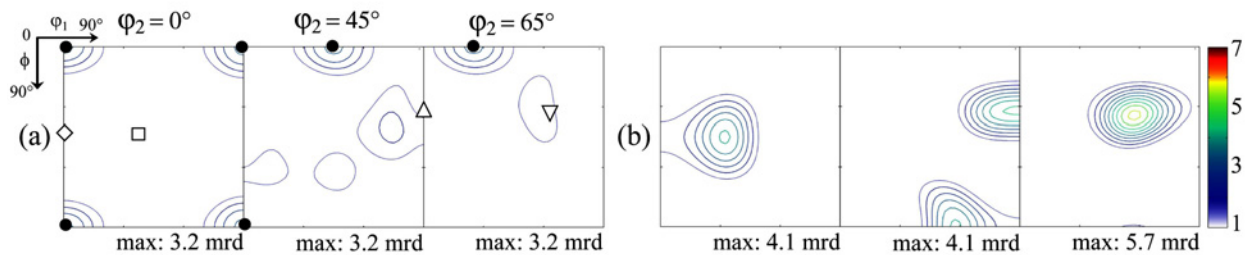 0 φ1 90° φ2 = 0° φ2 = 45° φ2 = 65°
ϕ
90°
(a) (b)
7
5
3
1
max: 3.2 mrd max: 3.2 mrd max: 3.2 mrd max: 4.1 mrd max: 4.1 mrd max: 5.7 mrd